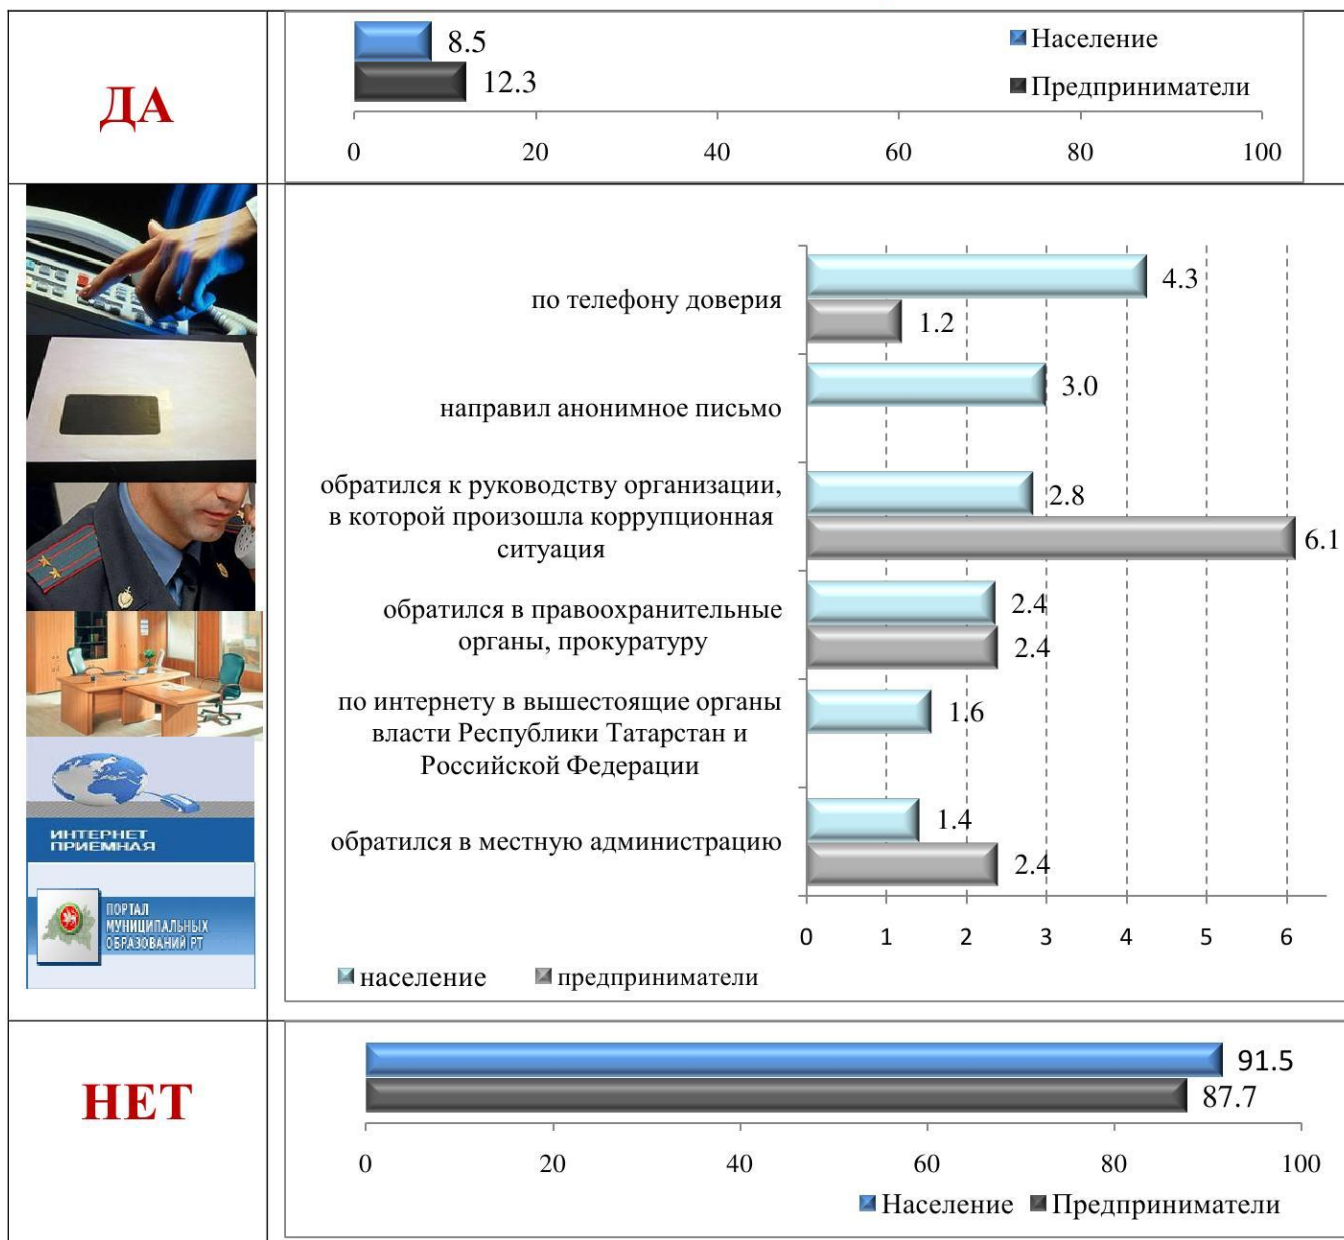 ДА
8.5
12.3
Население
Предприниматели
0 20 40 60 80 100
по телефону доверия
4.3
1.2
направил анонимное письмо
3.0
обратился к руководству организации,
в которой произошла коррупционная
ситуация
2.8
6.1
обратился в правоохранительные
органы, прокуратуру
2.4
2.4
по интернету в вышестоящие органы
власти Республики Татарстан и
Российской Федерации
1.6
обратился в местную администрацию
1.4
2.4
0 1 2 3 4 5 6
население предприниматели
ИНТЕРНЕТ
ПРИЕМНАЯ
ПОРТАЛ
МУНИЦИПАЛЬНЫХ
ОБРАЗОВАНИЙ РТ
НЕТ
91.5
87.7
0 20 40 60 80 100
Население Предприниматели